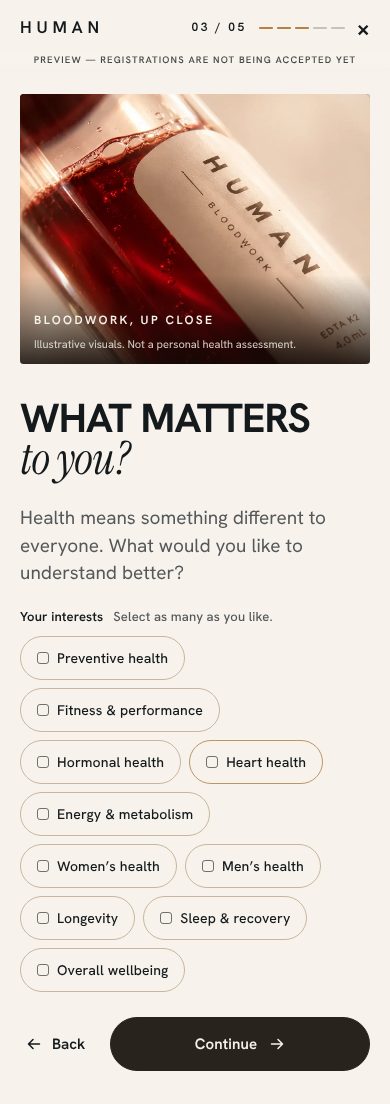 HUMAN
03 / 05
×
PREVIEW — REGISTRATIONS ARE NOT BEING ACCEPTED YET
HUMAN
BLOODWORK
EDTA K2
4.0 mL
BLOODWORK, UP CLOSE
Illustrative visuals. Not a personal health assessment.
WHAT MATTERS
to you?
Health means something different to
everyone. What would you like to
understand better?
Your interests Select as many as you like.
Preventive health
Fitness & performance
Hormonal health
Heart health
Energy & metabolism
Women’s health
Men’s health
Longevity
Sleep & recovery
Overall wellbeing
← Back
Continue →